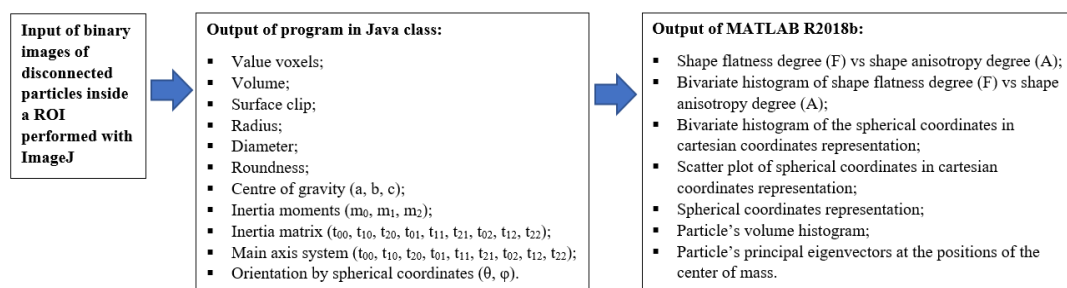 Input of binary
images of
disconnected
particles inside
a ROI
performed with
ImageJ
Output of program in Java class:
▪ Value voxels;
▪ Volume;
▪ Surface clip;
▪ Radius;
▪ Diameter;
▪ Roundness;
▪ Centre of gravity (a, b, c);
▪ Inertia moments (m₀, m₁, m₂);
▪ Inertia matrix (t₀₀, t₁₀, t₂₀, t₀₁, t₁₁, t₂₁, t₀₂, t₁₂, t₂₂);
▪ Main axis system (t₀₀, t₁₀, t₂₀, t₀₁, t₁₁, t₂₁, t₀₂, t₁₂, t₂₂);
▪ Orientation by spherical coordinates (θ, φ).
Output of MATLAB R2018b:
▪ Shape flatness degree (F) vs shape anisotropy degree (A);
▪ Bivariate histogram of shape flatness degree (F) vs shape
anisotropy degree (A);
▪ Bivariate histogram of the spherical coordinates in
cartesian coordinates representation;
▪ Scatter plot of spherical coordinates in cartesian
coordinates representation;
▪ Spherical coordinates representation;
▪ Particle's volume histogram;
▪ Particle's principal eigenvectors at the positions of the
center of mass.